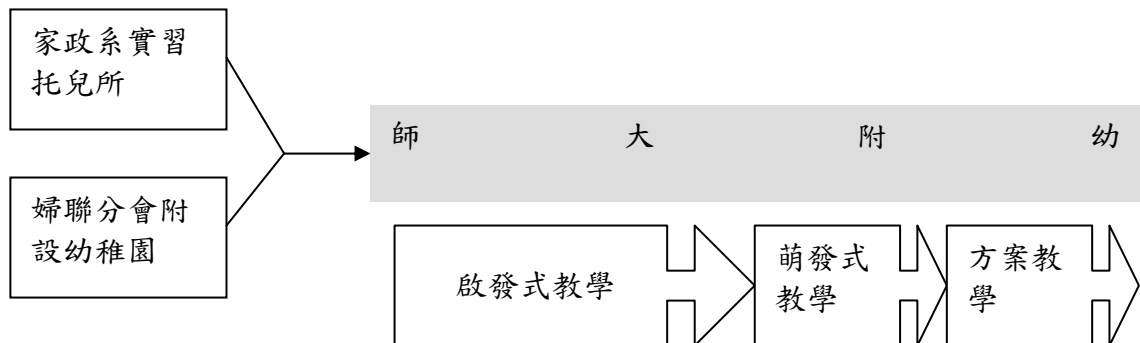 家政系實習
托兒所
婦聯分會附
設幼稚園
師大附幼
啟發式教學
萌發式
教學
方案教
學